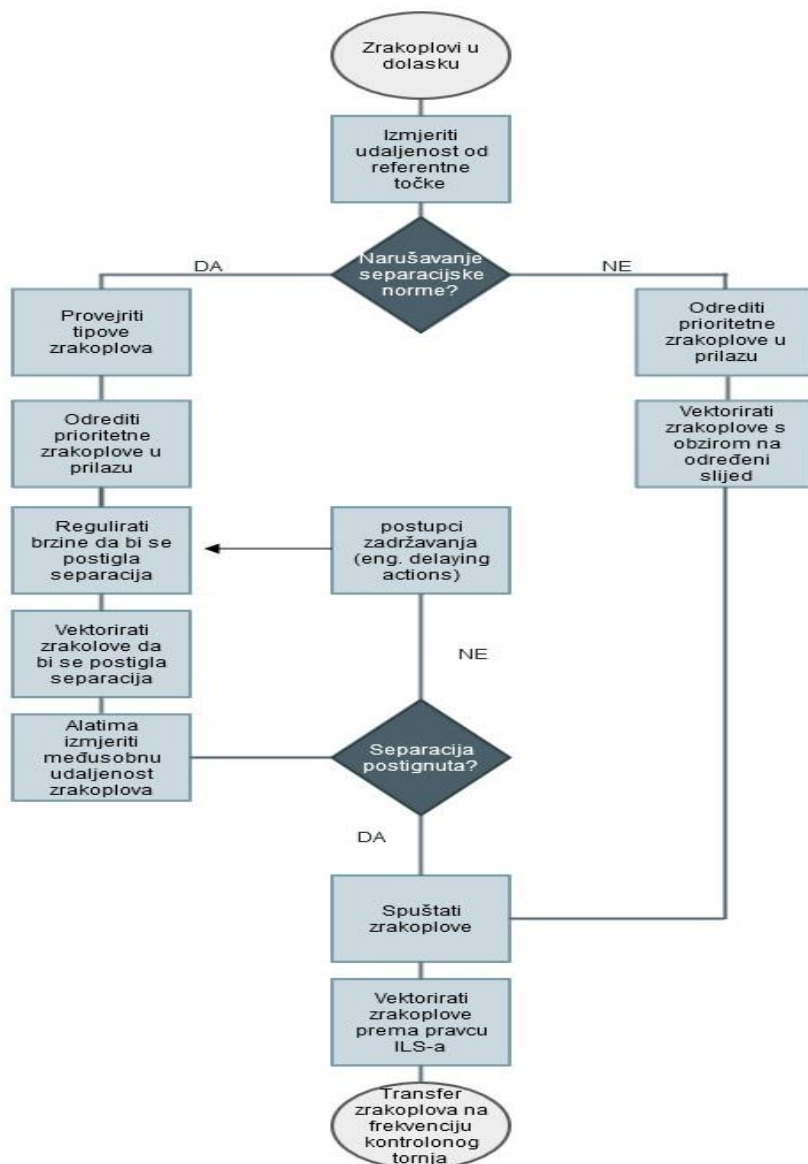 Zrakoplovi u
dolasku
Izmjeriti
udaljenost od
referentne
točke
Narušavanje
separacijske
norme?
DA
NE
Provejriti
tipove
zrakoplova
Odrediti
prioritetne
zrakoplove u
prilazu
Odrediti
prioritetne
zrakoplove u
prilazu
Vektorirati
zrakoplove s
obzirom na
određeni
slijed
Regulirati
brzine da bi se
postigla
separacija
postupci
zadržavanja
(eng. delaying
actions)
Vektorirati
zrakolove da
bi se postigla
separacija
NE
Alatima
izmjeriti
međusobnu
udaljenost
zrakoplova
Separacija
postignuta?
DA
Spuštati
zrakoplove
Vektorirati
zrakoplove
prema pravcu
ILS-a
Transfer
zrakoplova na
frekvenciju
kontrolonog
tornja